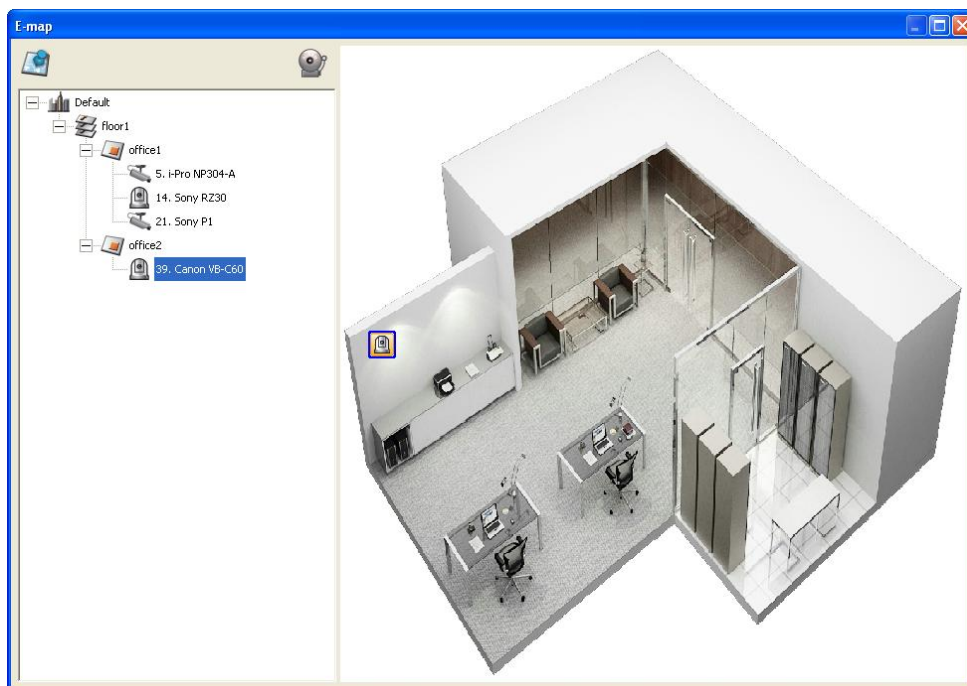 E-map
Default
floor1
office1
5. i-Pro NP304-A
14. Sony RZ30
21. Sony P1
office2
39. Canon VB-C60